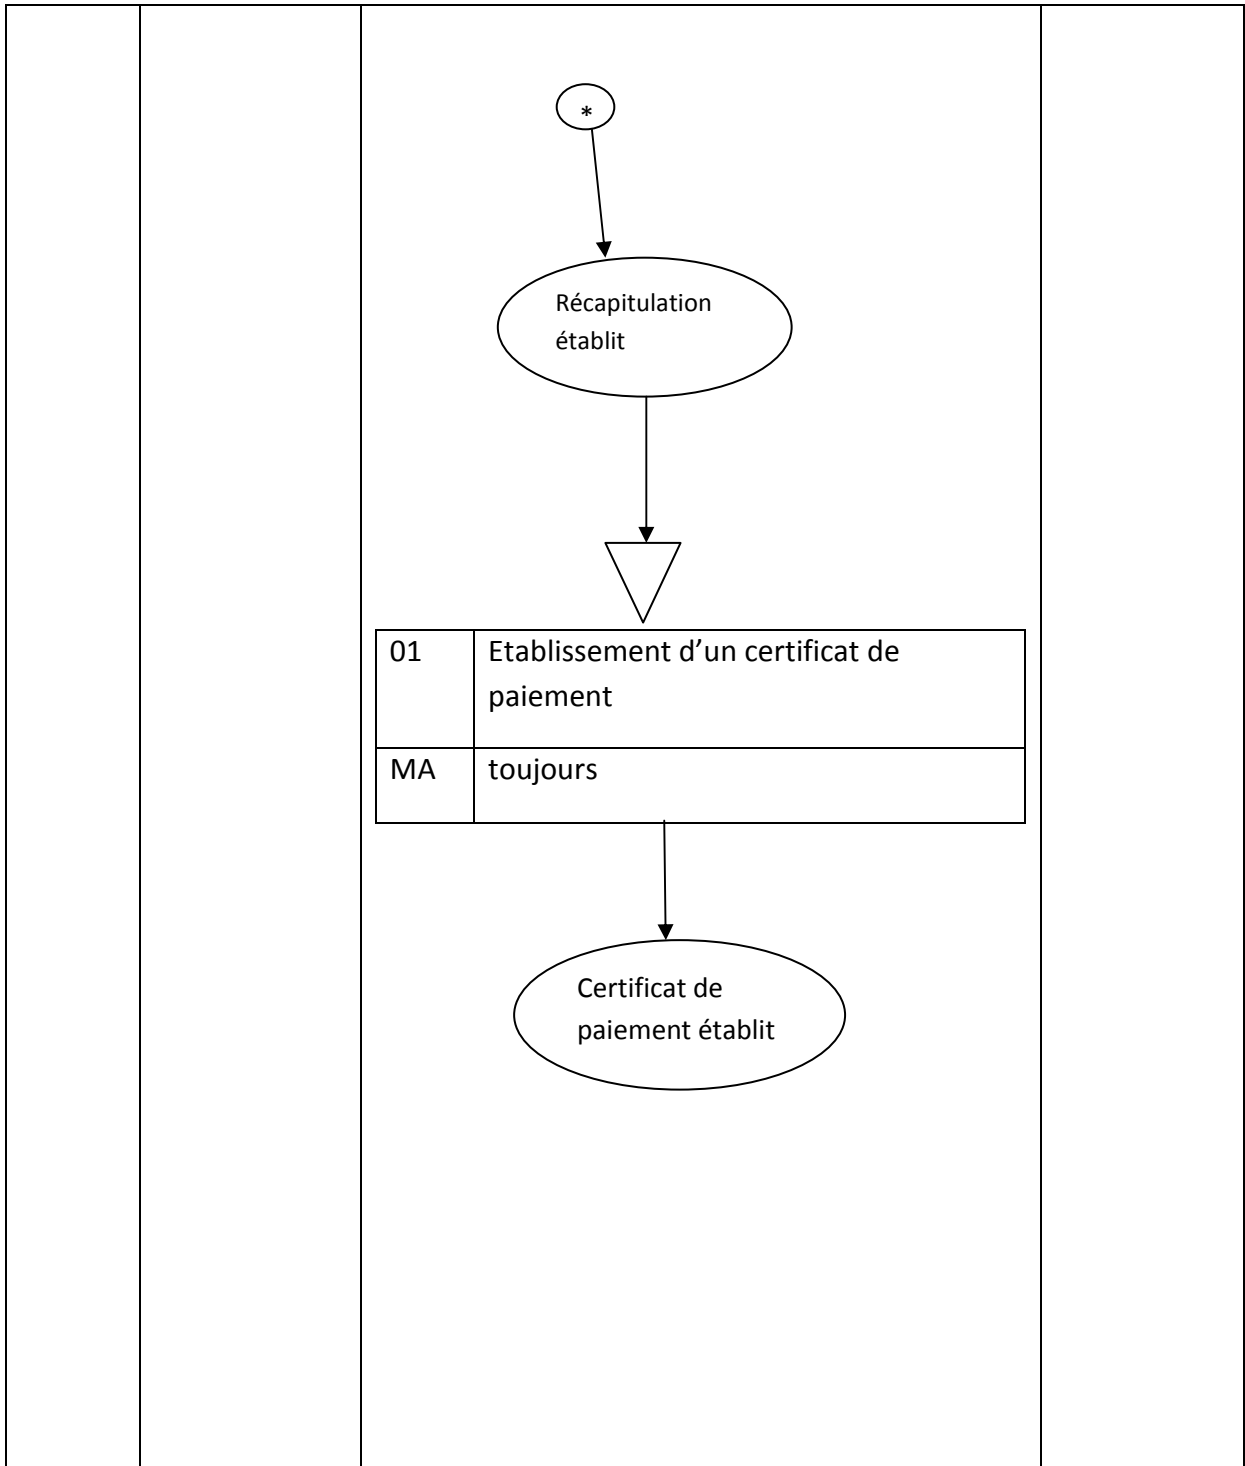 *
Récapitulation
établit
01 Etablissement d’un certificat de
paiement
MA toujours
Certificat de
paiement établit